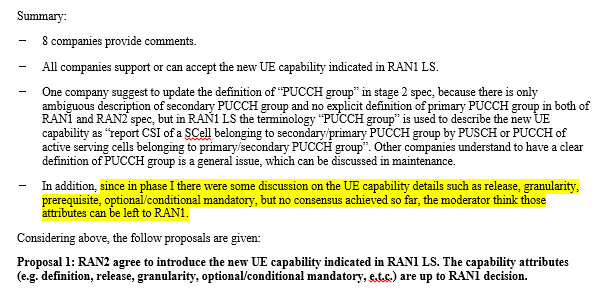 Summary:
– 8 companies provide comments.
– All companies support or can accept the new UE capability indicated in RAN1 LS.
– One company suggest to update the definition of "PUCCH group" in stage 2 spec, because there is only
ambiguous description of secondary PUCCH group and no explicit definition of primary PUCCH group in both of
RAN1 and RAN2 spec, but in RAN1 LS the terminology "PUCCH group" is used to describe the new UE
capability as "report CSI of a SCell belonging to secondary/primary PUCCH group by PUSCH or PUCCH of
active serving cells belonging to primary/secondary PUCCH group". Other companies understand to have a clear
definition of PUCCH group is a general issue, which can be discussed in maintenance.
– In addition, since in phase I there were some discussion on the UE capability details such as release, granularity,
prerequisite, optional/conditional mandatory, but no consensus achieved so far, the moderator think those
attributes can be left to RAN1.
Considering above, the follow proposals are given:
Proposal 1: RAN2 agree to introduce the new UE capability indicated in RAN1 LS. The capability attributes
(e.g. definition, release, granularity, optional/conditional mandatory, e.t.c.) are up to RAN1 decision.